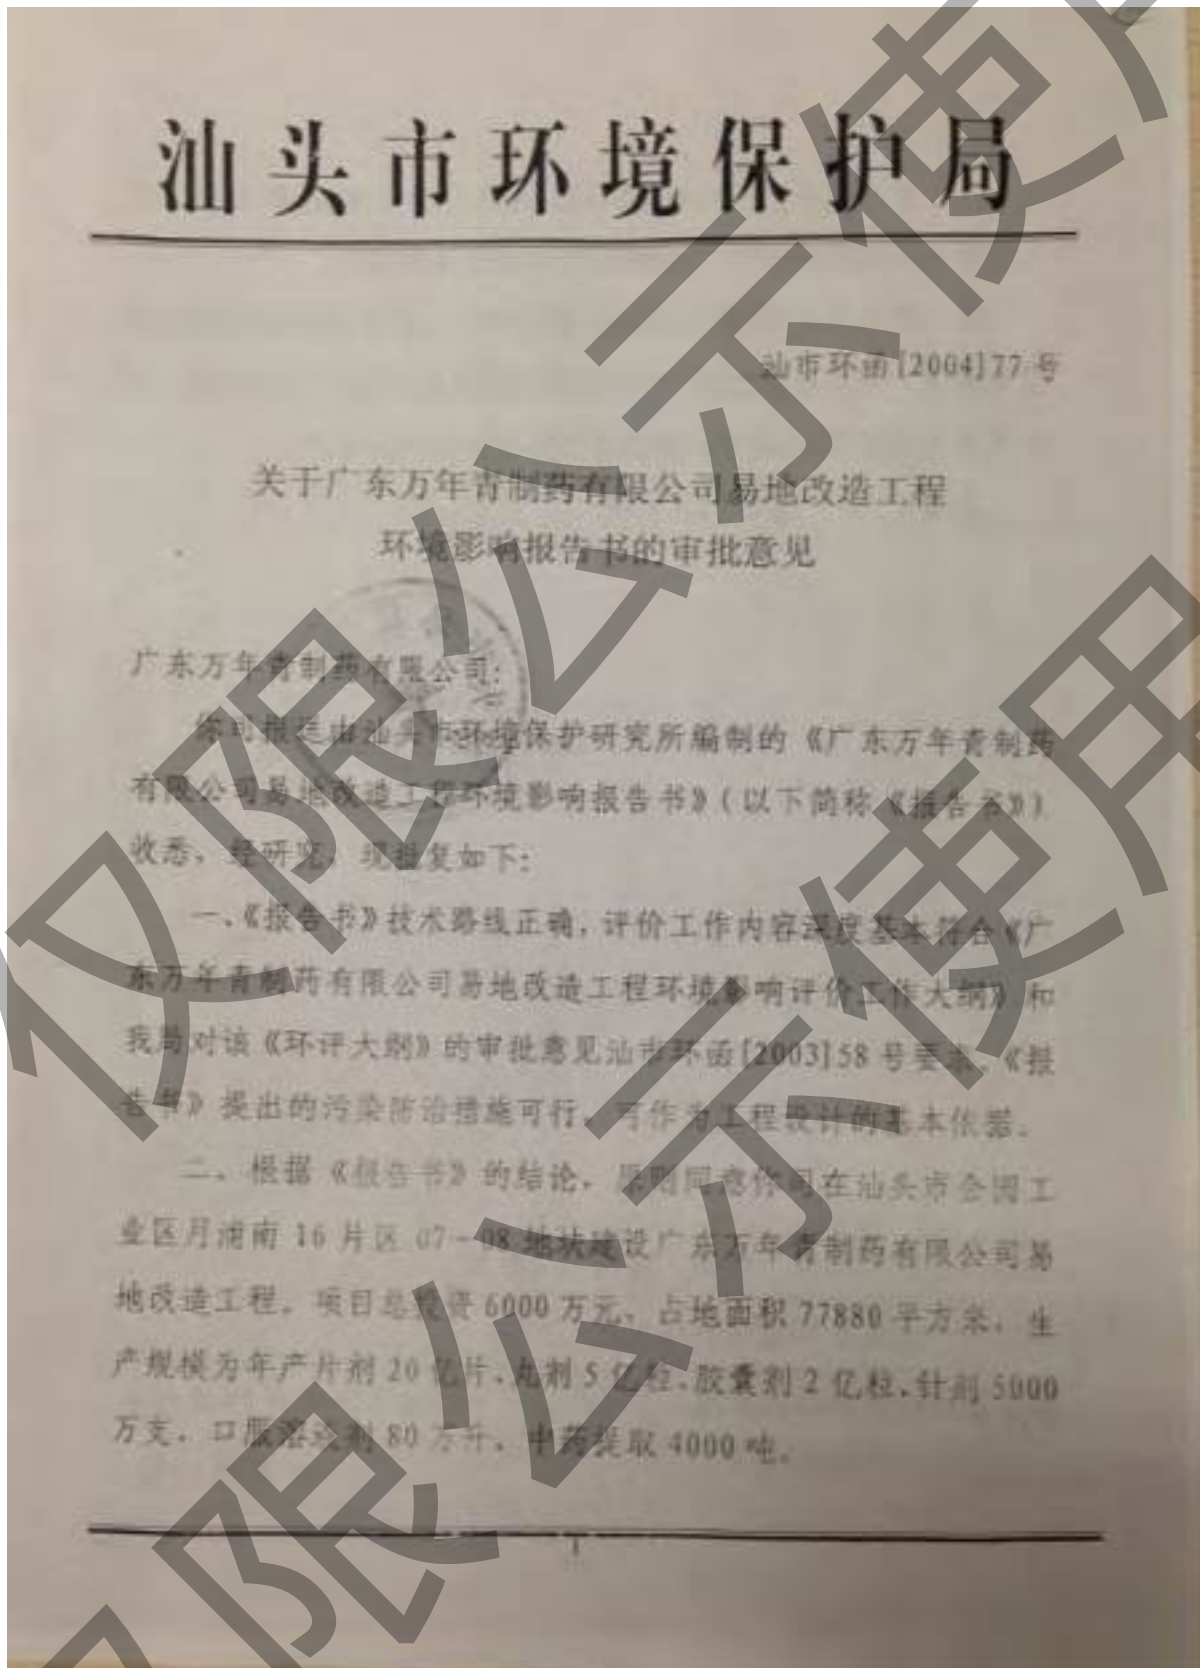 汕头市环境保护局
汕市环函[2004]77号
关于广东万年青制药有限公司易地改造工程
环境影响报告书的审批意见
广东万年青制药有限公司:
你司报送由汕头市环境保护研究所编制的《广东万年青制药
有限公司易地改造工程环境影响报告书》(以下简称《报告书》)
收悉,经研究,现批复如下:
一、《报告书》技术路线正确,评价工作内容深度基本符合《广
东万年青制药有限公司易地改造工程环境影响评价工作大纲》和
我局对该《环评大纲》的审批意见汕市环函[2003]58号要求。《报
告书》提出的污染防治措施可行,可作为工程设计的基本依据。
二、根据《报告书》的结论,原则同意你司在汕头市金园工
业区月浦南16片区07-08地块建设广东万年青制药有限公司易
地改造工程。项目总投资6000万元,占地面积77880平方米,生
产规模为年产片剂20亿片、丸剂5亿粒、胶囊剂2亿粒、针剂5000
万支、口服溶液剂80万升、中药提取4000吨。
1
仅限公示使用
仅限公示使用